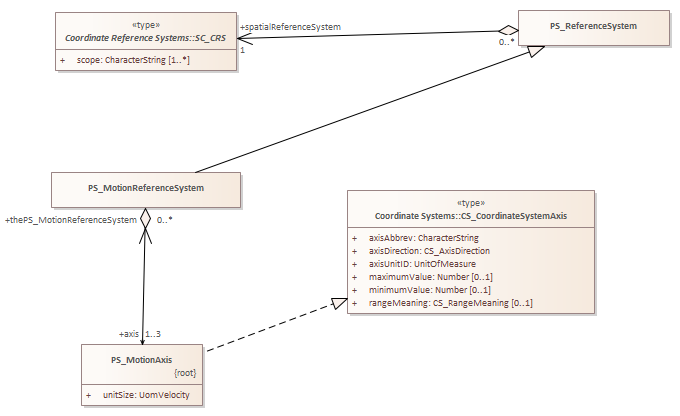 «type»
Coordinate Reference Systems::SC_CRS
+ scope: CharacterString [1..*]
+spatialReferenceSystem
1
0..*
PS_ReferenceSystem
PS_MotionReferenceSystem
+thePS_MotionReferenceSystem
0..*
«type»
Coordinate Systems::CS_CoordinateSystemAxis
+ axisAbbrev: CharacterString
+ axisDirection: CS_AxisDirection
+ axisUnitID: UnitOfMeasure
+ maximumValue: Number [0..1]
+ minimumValue: Number [0..1]
+ rangeMeaning: CS_RangeMeaning [0..1]
+axis 1..3
PS_MotionAxis
{root}
+ unitSize: UomVelocity